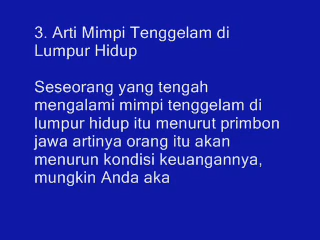 3. Arti Mimpi Tenggelam di
Lumpur Hidup
Seseorang yang tengah
mengalami mimpi tenggelam di
lumpur hidup itu menurut primbon
jawa artinya orang itu akan
menurun kondisi keuangannya,
mungkin Anda aka